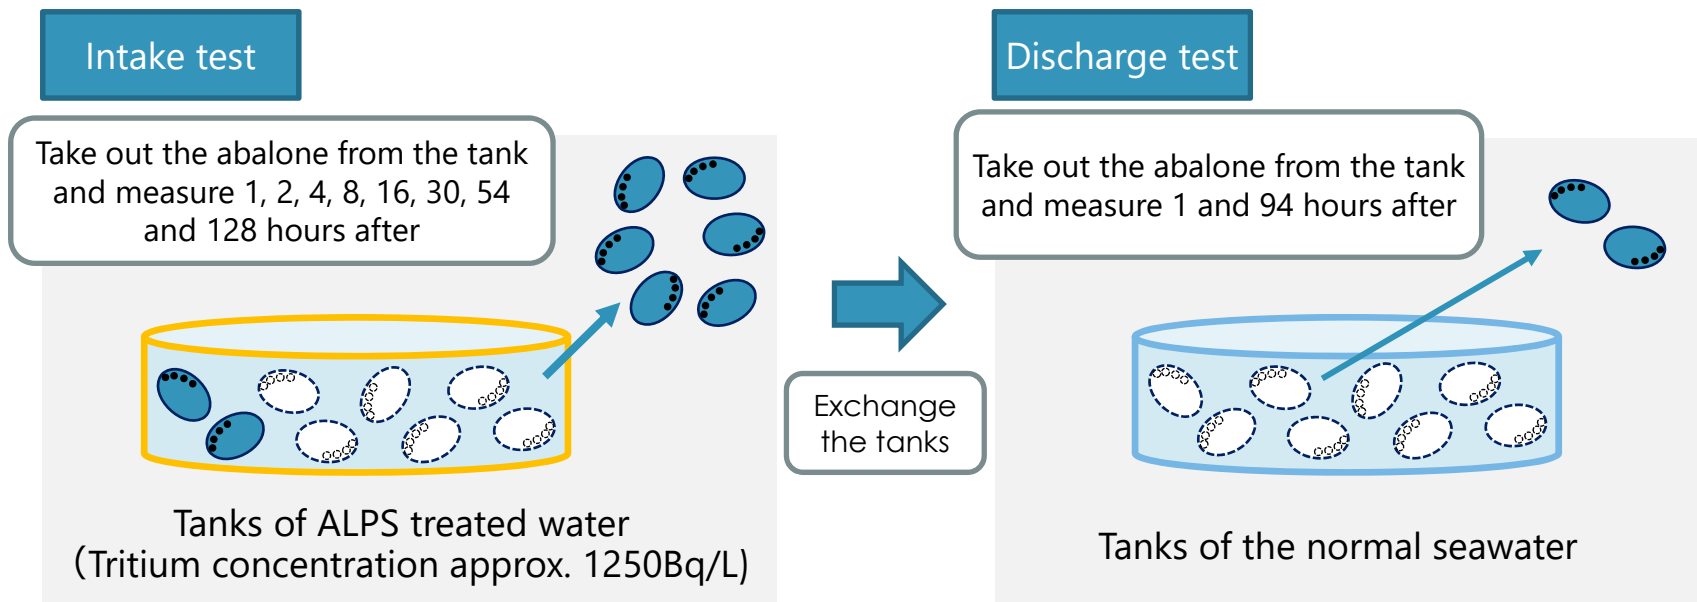 Intake test
Take out the abalone from the tank
and measure 1, 2, 4, 8, 16, 30, 54
and 128 hours after
Tanks of ALPS treated water
（Tritium concentration approx. 1250Bq/L)
Exchange
the tanks
Discharge test
Take out the abalone from the tank
and measure 1 and 94 hours after
Tanks of the normal seawater